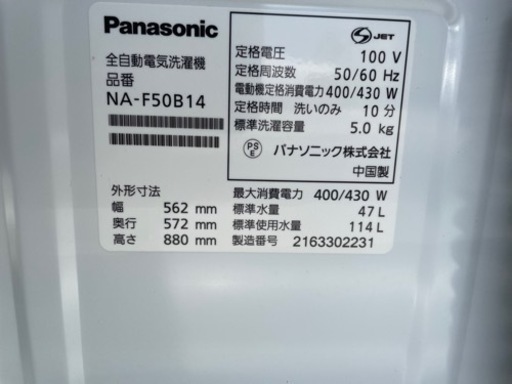 Panasonic
全自動電気洗濯機
品番
NA-F50B14
外形寸法
幅 562 mm
奥行 572 mm
高さ 880 mm
S JET
定格電圧 100 V
定格周波数 50/60 Hz
電動機定格消費電力 400/430 W
定格時間 洗いのみ 10 分
標準洗濯容量 5.0 kg
PS
E パナソニック株式会社
中国製
最大消費電力 400/430 W
標準水量 47 L
標準使用水量 114 L
製造番号 2163302231